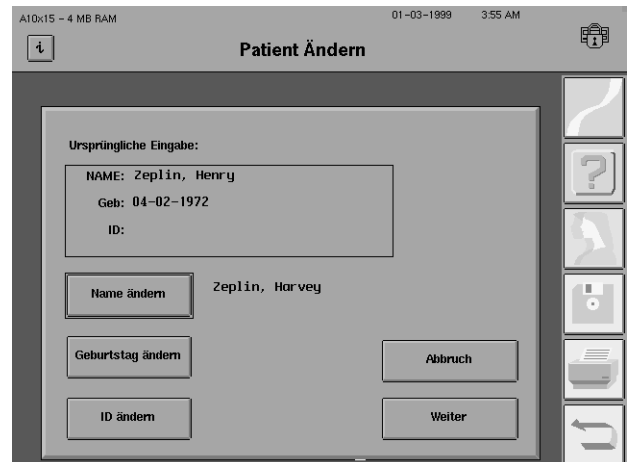 A10x15 – 4 MB RAM 01–03–1999 3:55 AM
i Patient Ändern
Ursprüngliche Eingabe:
NAME: Zeplin, Henry
Geb: 04–02–1972
ID:
Name ändern Zeplin, Harvey
Geburtstag ändern Abbruch
ID ändern Weiter